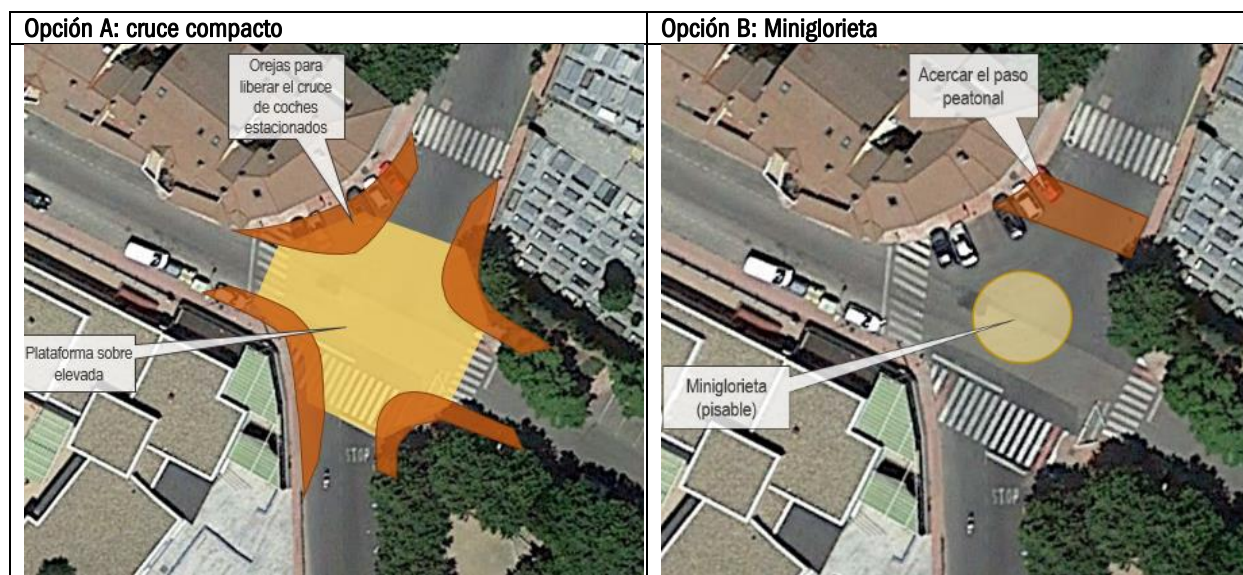 Opción A: cruce compacto
Opción B: Miniglorieta
Orejas para
liberar el cruce
de coches
estacionados
Plataforma sobre
elevada
STOP
Acercar el paso
peatonal
Miniglorieta
(pisable)
STOP